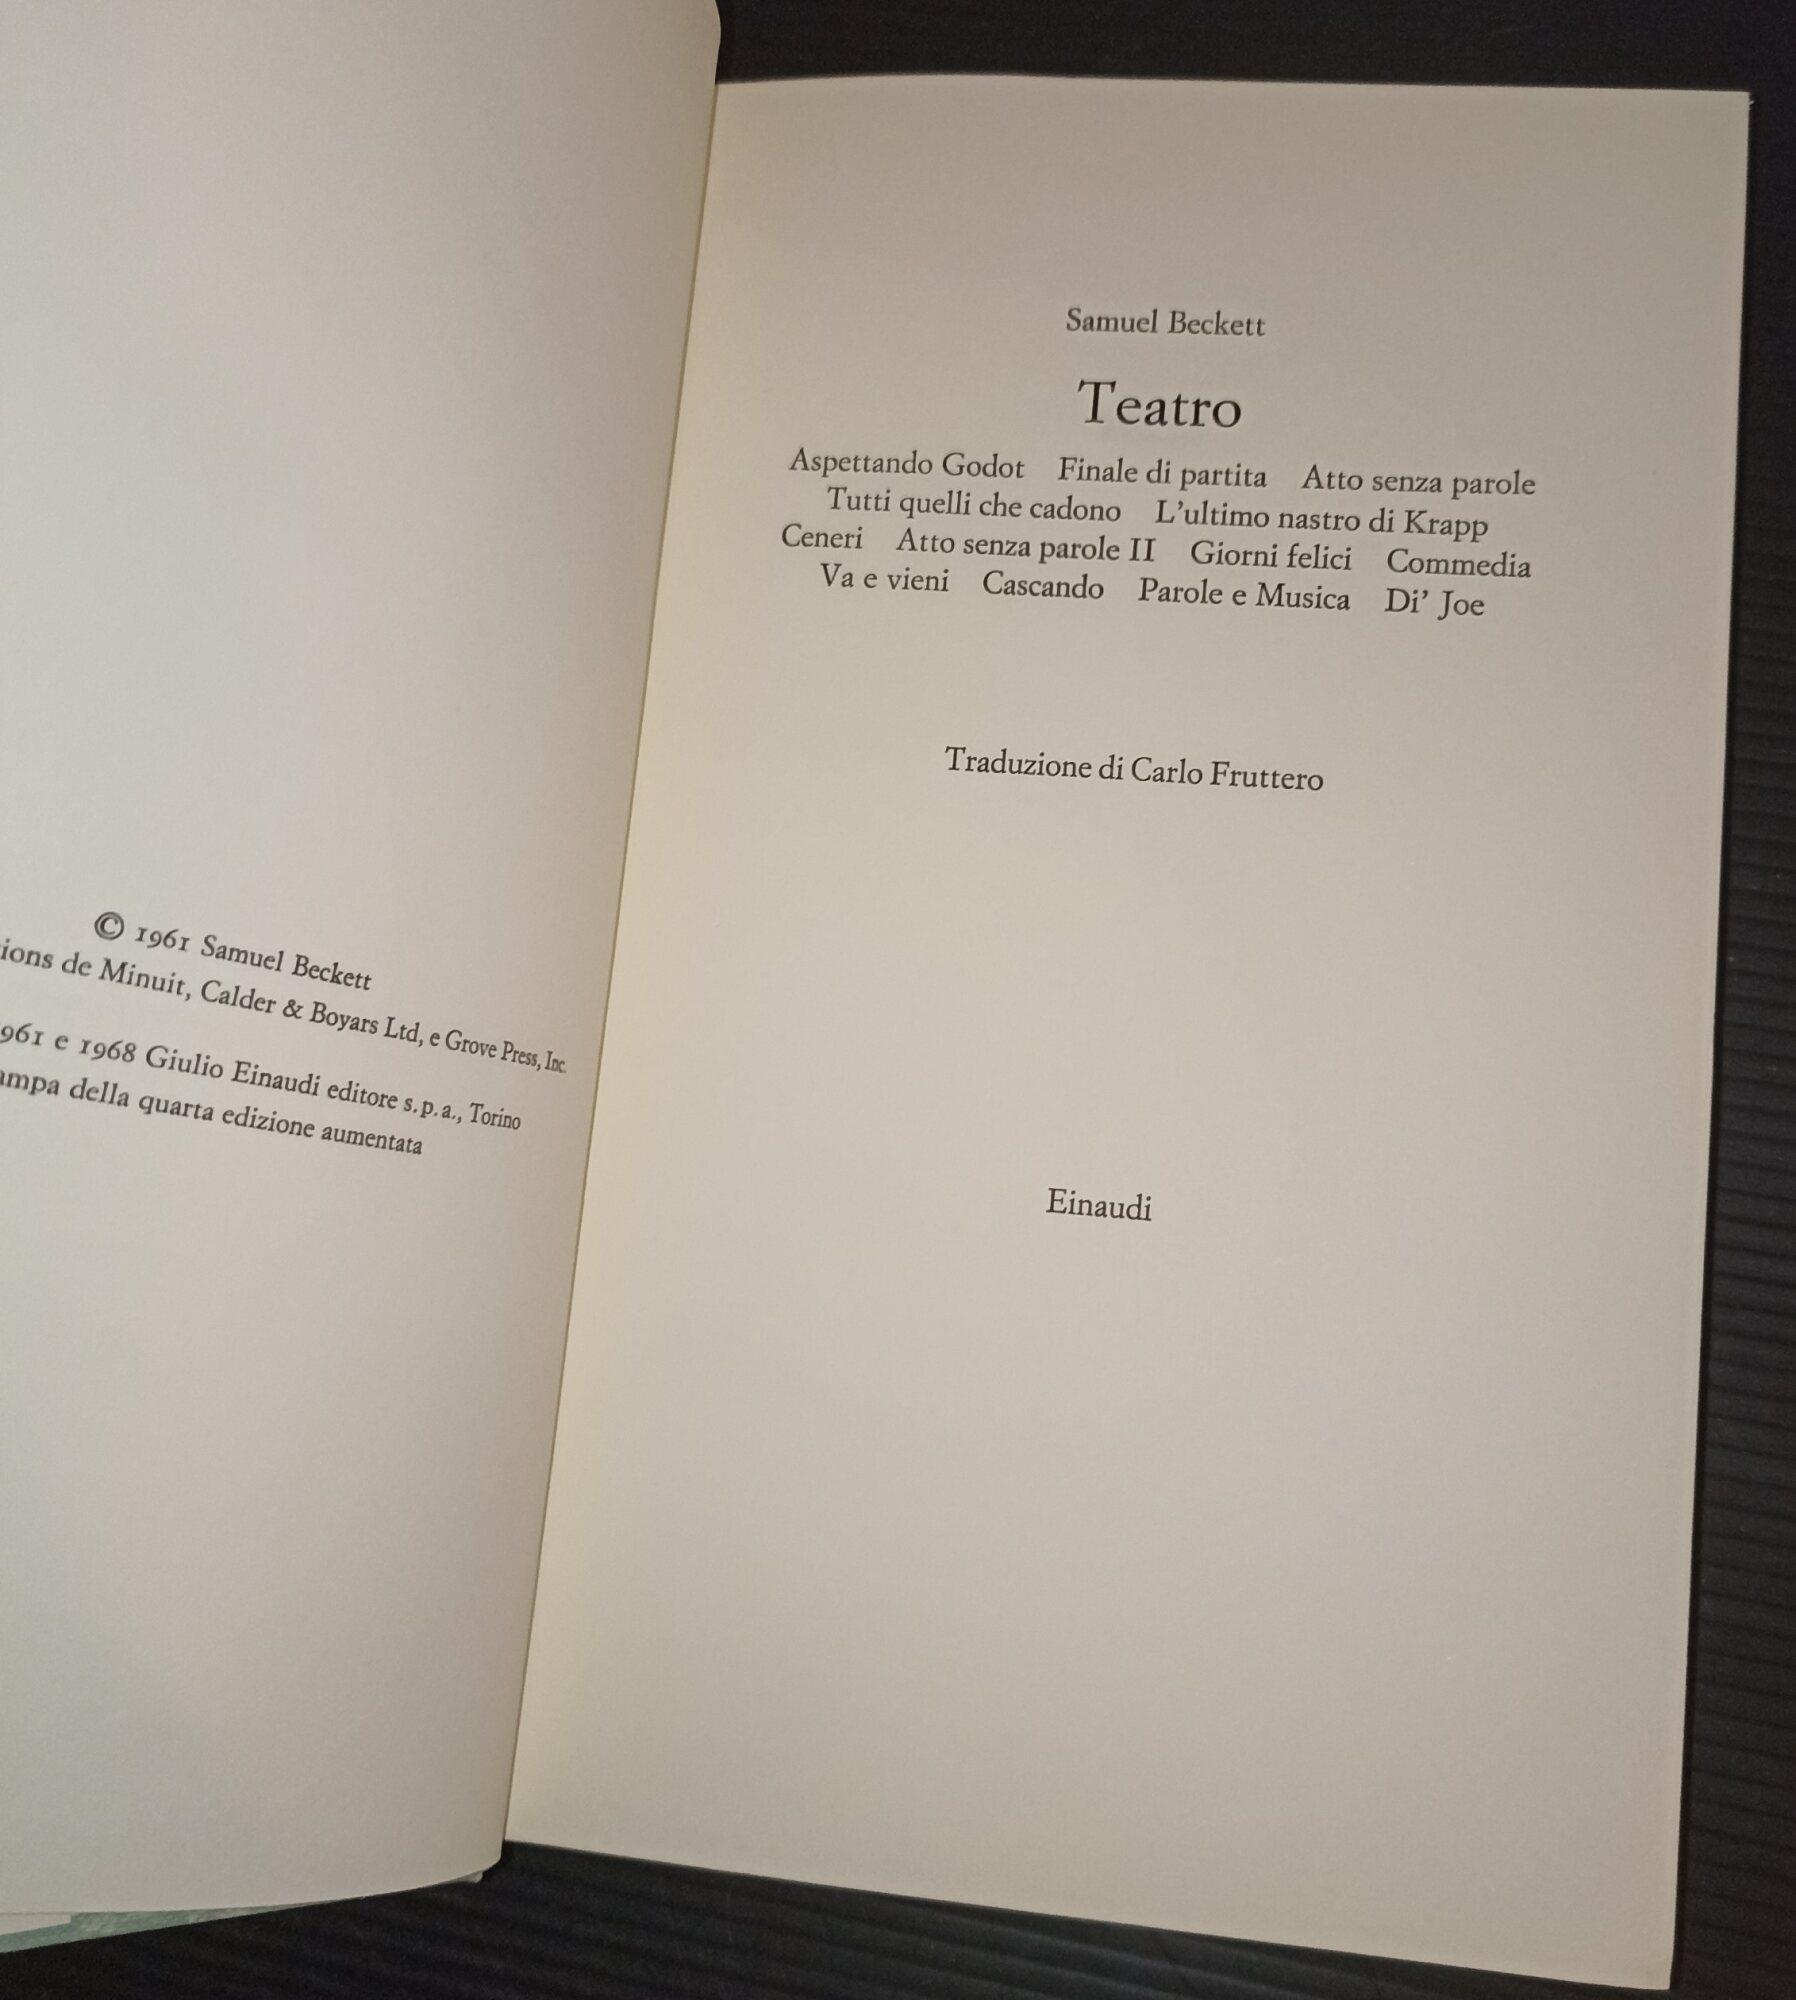 © 1961 Samuel Beckett
de Minuit, Calder & Boyars Ltd, e Grove Press, Inc.
e 1968 Giulio Einaudi editore s.p.a., Torino
della quarta edizione aumentata
Samuel Beckett
Teatro
Aspettando Godot Finale di partita Atto senza parole
Tutti quelli che cadono L'ultimo nastro di Krapp
Ceneri Atto senza parole II Giorni felici Commedia
Va e vieni Cascando Parole e Musica Di' Joe
Traduzione di Carlo Fruttero
Einaudi